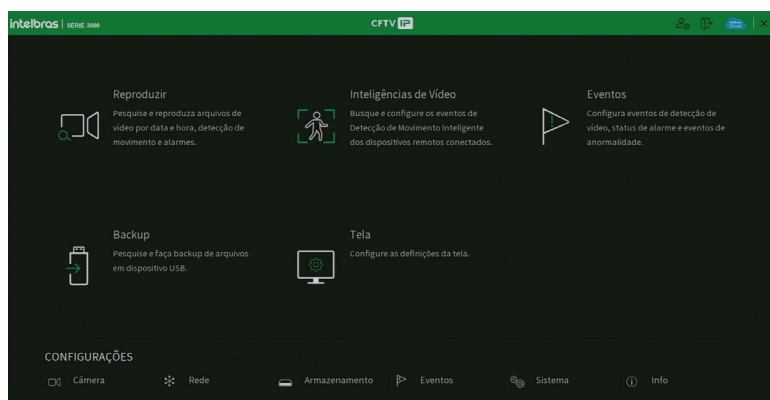 intelbras | SÉRIE 3000
CFTV IP
Intelbras Cloud
Reproduzir
Pesquise e reproduza arquivos de
vídeo por data e hora, detecção de
movimento e alarmes.
Inteligências de Vídeo
Busque e configure os eventos de
Detecção de Movimento Inteligente
dos dispositivos remotos conectados.
Eventos
Configura eventos de detecção de
vídeo, status de alarme e eventos de
anormalidade.
Backup
Pesquise e faça backup de arquivos
em dispositivo USB.
Tela
Configure as definições da tela.
CONFIGURAÇÕES
Câmera
Rede
Armazenamento
Eventos
Sistema
Info